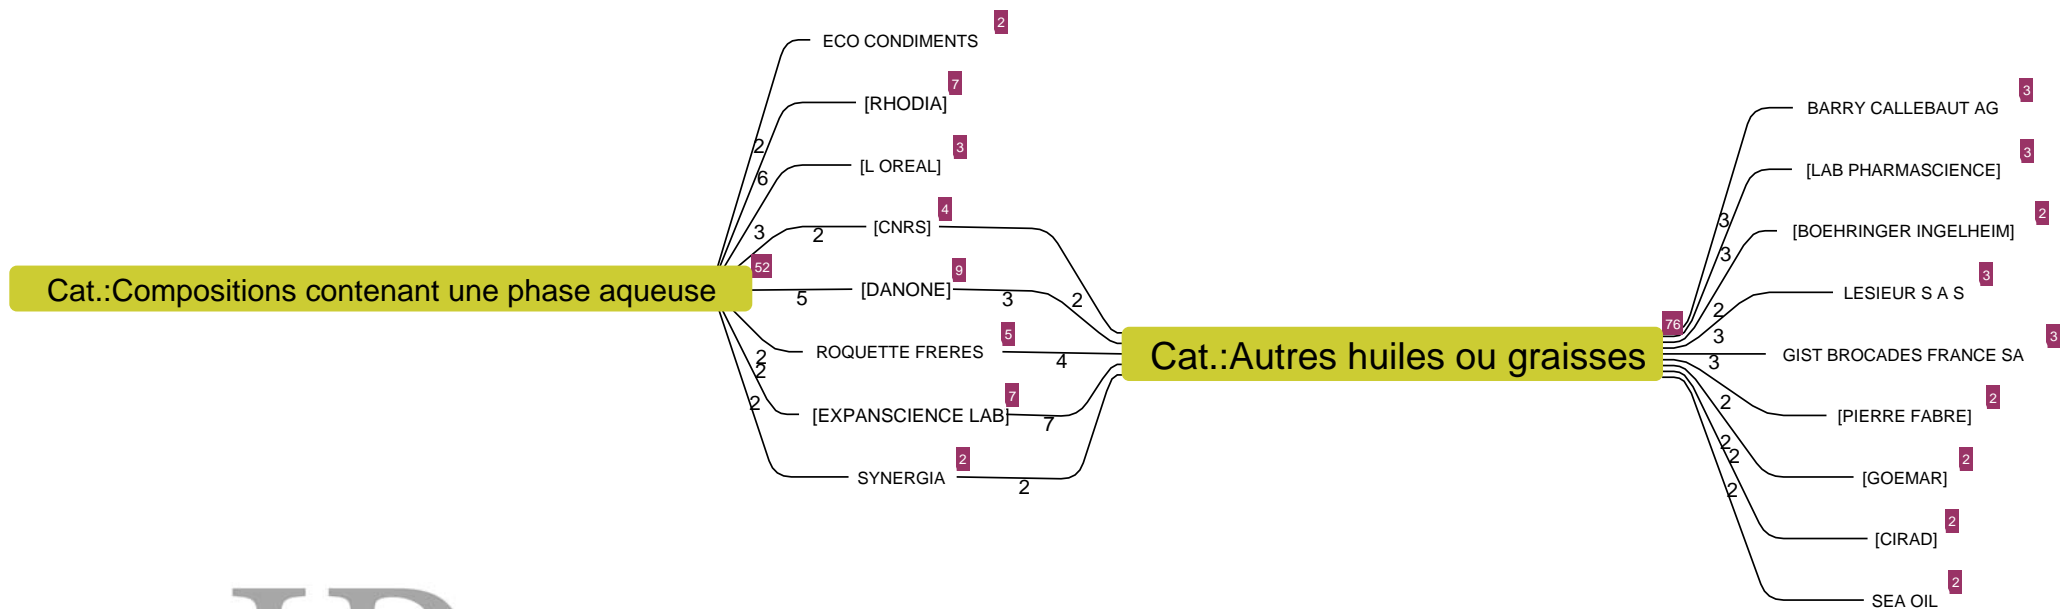 2
ECO CONDIMENTS
7
[RHODIA]
3
[L OREAL]
4
[CNRS]
9
[DANONE]
5
ROQUETTE FRERES
7
[EXPANSCIENCE LAB]
2
SYNERGIA
2
6
3
2
5
2
2
2
Cat.:Compositions contenant une phase aqueuse
52
2
3
4
7
2
Cat.:Autres huiles ou graisses
76
3
3
2
3
3
2
2
2
2
BARRY CALLEBAUT AG
3
[LAB PHARMASCIENCE]
3
[BOEHRINGER INGELHEIM]
2
LESIEUR S A S
3
GIST BROCADES FRANCE SA
3
[PIERRE FABRE]
2
[GOEMAR]
2
[CIRAD]
2
SEA OIL
2